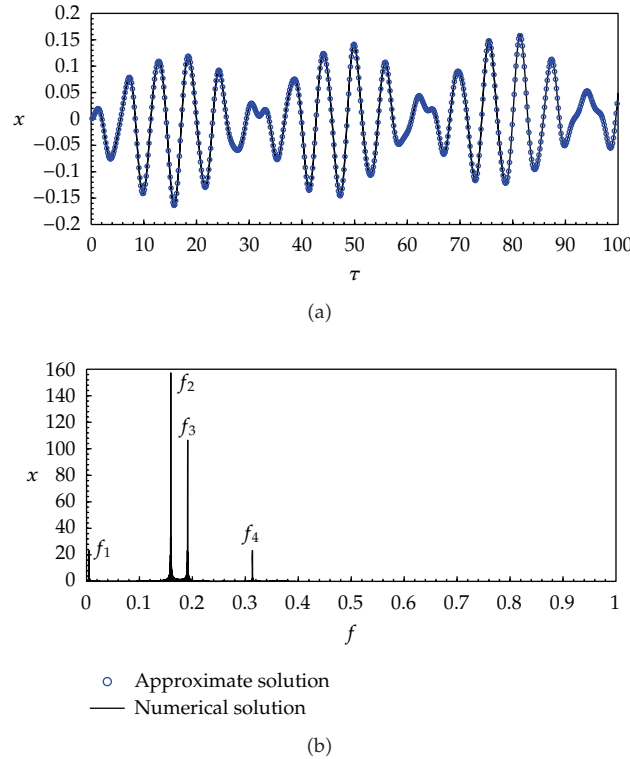 0.2
0.15
0.1
0.05
0
−0.05
−0.1
−0.15
−0.2
x
0 10 20 30 40 50 60 70 80 90 100
τ
(a)
160
140
120
100
80
60
40
20
0
x
f2
f3
f1
f4
0 0.1 0.2 0.3 0.4 0.5 0.6 0.7 0.8 0.9 1
f
Approximate solution
Numerical solution
(b)